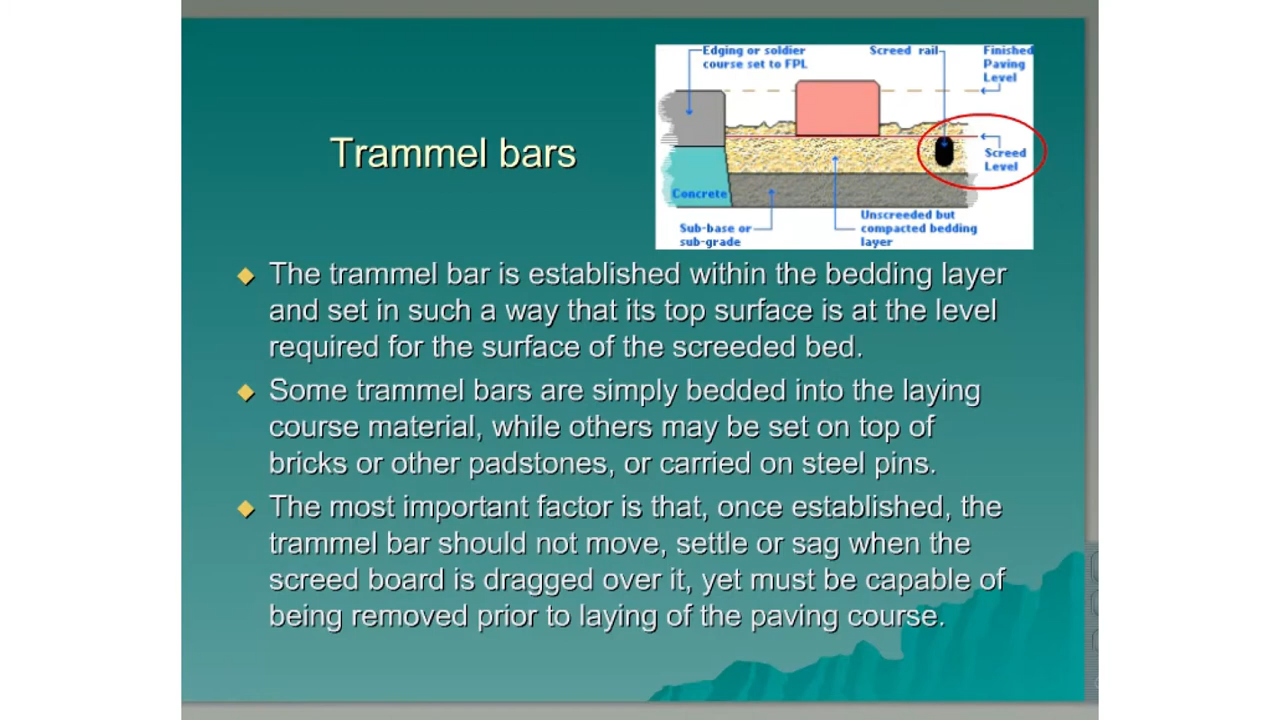 Edging or soldier
course set to FPL
Screed rail
Finished
Paving
Level
Trammel bars
Screed
Level
Concrete
Sub-base or
sub-grade
Unscreeded but
compacted bedding
layer
The trammel bar is established within the bedding layer
and set in such a way that its top surface is at the level
required for the surface of the screeded bed.
Some trammel bars are simply bedded into the laying
course material, while others may be set on top of
bricks or other padstones, or carried on steel pins.
The most important factor is that, once established, the
trammel bar should not move, settle or sag when the
screed board is dragged over it, yet must be capable of
being removed prior to laying of the paving course.